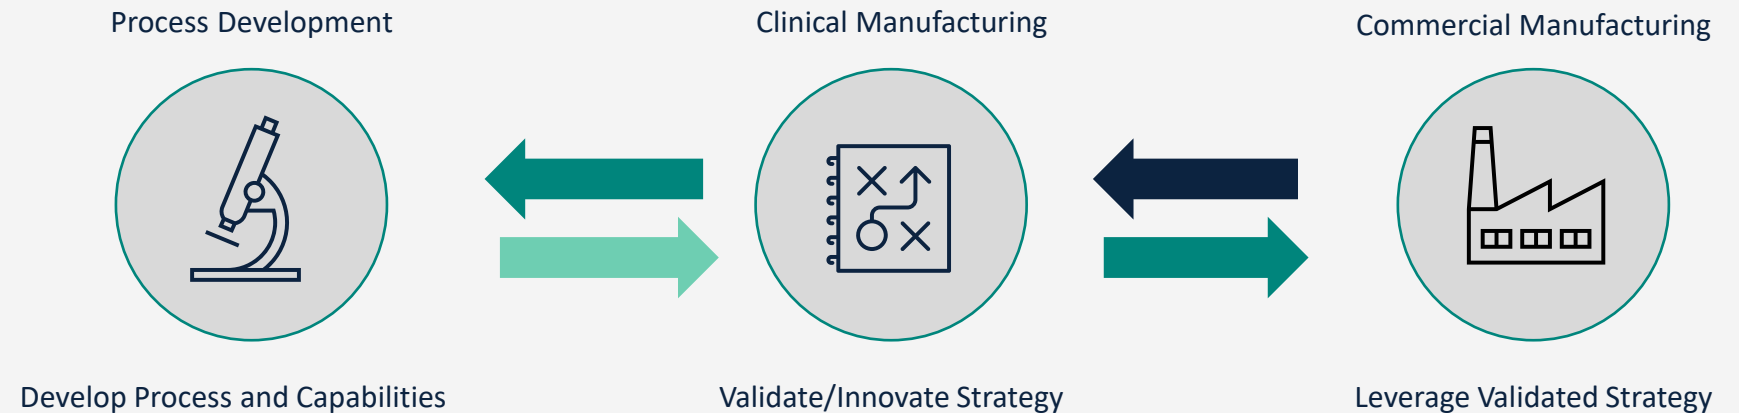 Process Development
Clinical Manufacturing
Commercial Manufacturing
Develop Process and Capabilities
Validate/Innovate Strategy
Leverage Validated Strategy